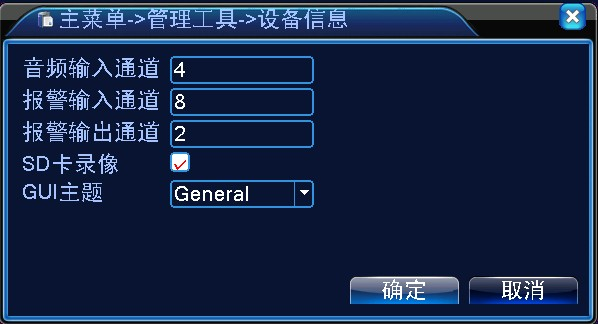 主菜单->管理工具->设备信息
音频输入通道 4
报警输入通道 8
报警输出通道 2
SD卡录像
GUI主题 General
确定 取消